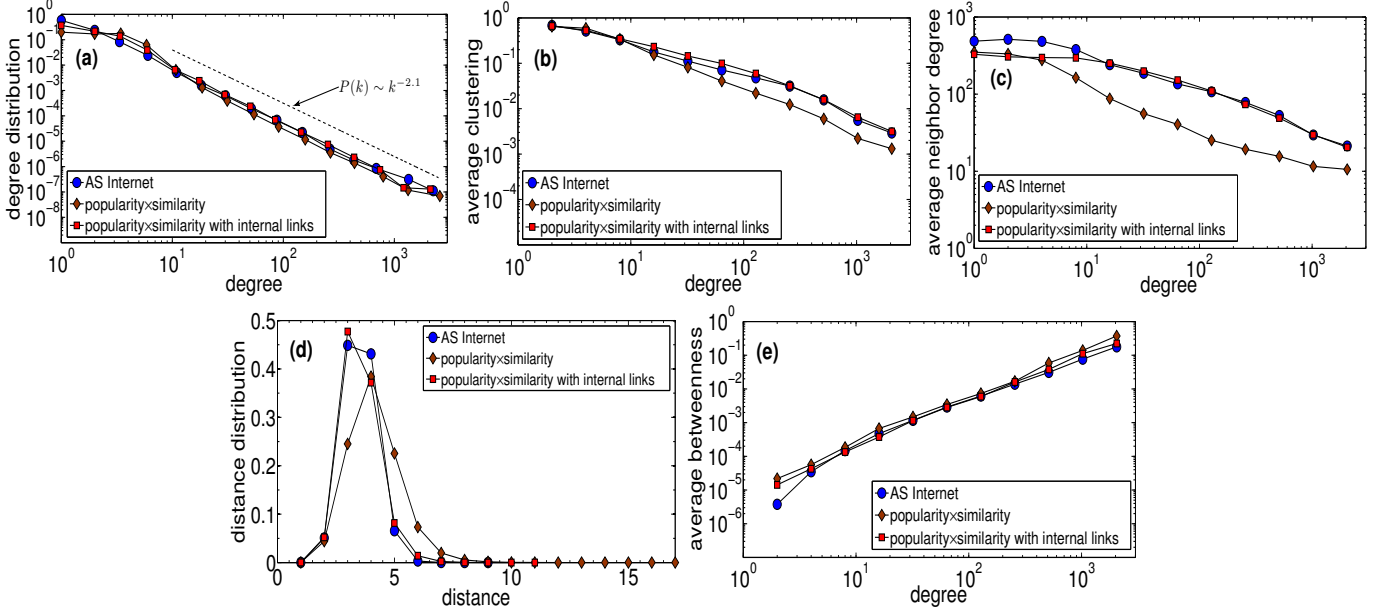 degree distribution
10^0
10^-1
10^-2
10^-3
10^-4
10^-5
10^-6
10^-7
10^-8
(a)
P(k) ∼ k^-2.1
AS Internet
popularity×similarity
popularity×similarity with internal links
10^0 10^1 10^2 10^3
degree
average clustering
10^0
10^-1
10^-2
10^-3
10^-4
(b)
AS Internet
popularity×similarity
popularity×similarity with internal links
10^0 10^1 10^2 10^3
degree
average neighbor degree
10^3
10^2
10^1
10^0
(c)
AS Internet
popularity×similarity
popularity×similarity with internal links
10^0 10^1 10^2 10^3
degree
distance distribution
0.5
0.4
0.3
0.2
0.1
0
(d)
AS Internet
popularity×similarity
popularity×similarity with internal links
0 5 10 15
distance
average betweenness
10^0
10^-1
10^-2
10^-3
10^-4
10^-5
10^-6
(e)
AS Internet
popularity×similarity
popularity×similarity with internal links
10^0 10^1 10^2 10^3
degree